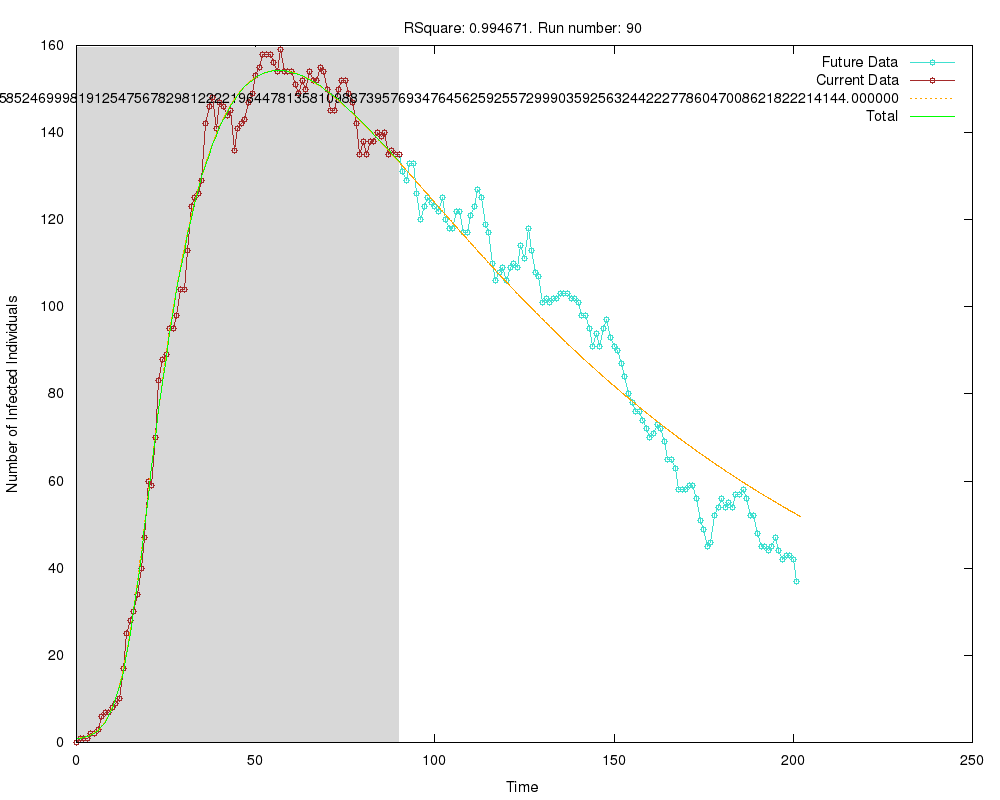 RSquare: 0.994671. Run number: 90
160
140
120
100
80
60
40
20
0
Future Data
Current Data
Total
Number of Infected Individuals
0 50 100 150 200 250
Time